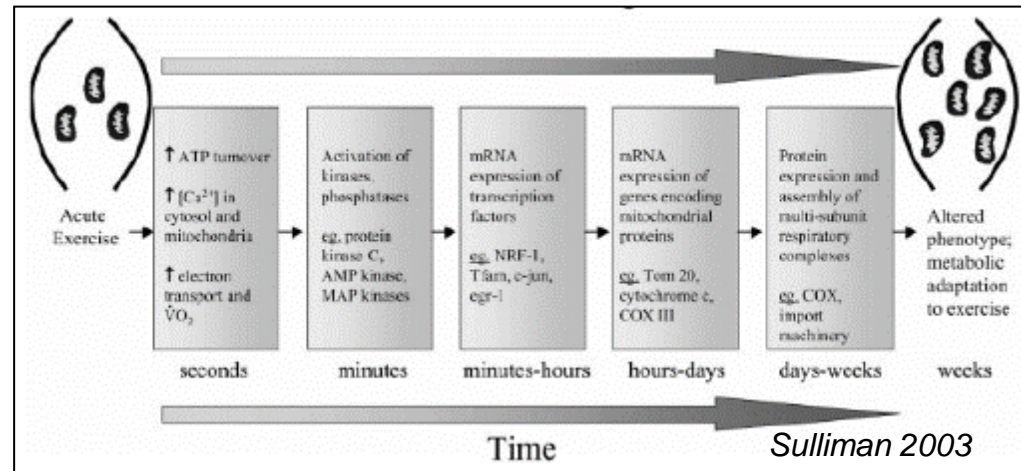 Acute
Exercise
↑ ATP turnover
↑ [Ca²⁺] in
cytosol and
mitochondria
↑ electron
transport and
V̇O₂
seconds
Activation of
kinases,
phosphatases
eg, protein
kinase C,
AMP kinase,
MAP kinases
minutes
mRNA
expression of
transcription
factors
eg. NRF-1,
Tfam, c-jun,
egr-1
minutes-hours
mRNA
expression of
genes encoding
mitochondrial
proteins
eg. Tom 20,
cytochrome c,
COX III
hours-days
Protein
expression and
assembly of
multi-subunit
respiratory
complexes
eg. COX,
import
machinery
days-weeks
Altered
phenotype;
metabolic
adaptation
to exercise
weeks
Time
Sulliman 2003